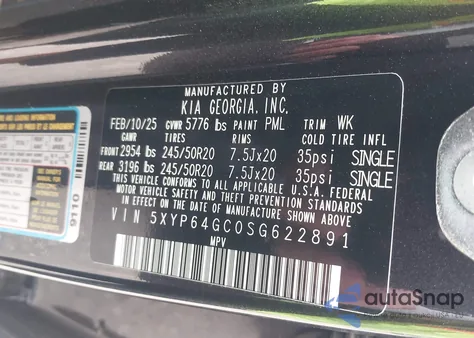 MANUFACTURED BY
KIA GEORGIA, INC.
FEB/10/25 GVWR 5776 lbs PAINT PML TRIM WK
GAWR TIRES RIMS COLD TIRE INFL
FRONT 2954 lbs 245/50R20 7.5Jx20 35psi SINGLE
REAR 3196 lbs 245/50R20 7.5Jx20 35psi SINGLE
THIS VEHICLE CONFORMS TO ALL APPLICABLE U.S.A. FEDERAL
MOTOR VEHICLE SAFETY, BUMPER, AND THEFT PREVENTION STANDARDS
IN EFFECT ON THE DATE OF MANUFACTURE SHOWN ABOVE.
VIN 5XYP64GC0SG622891
MPV
9110
autaSnap